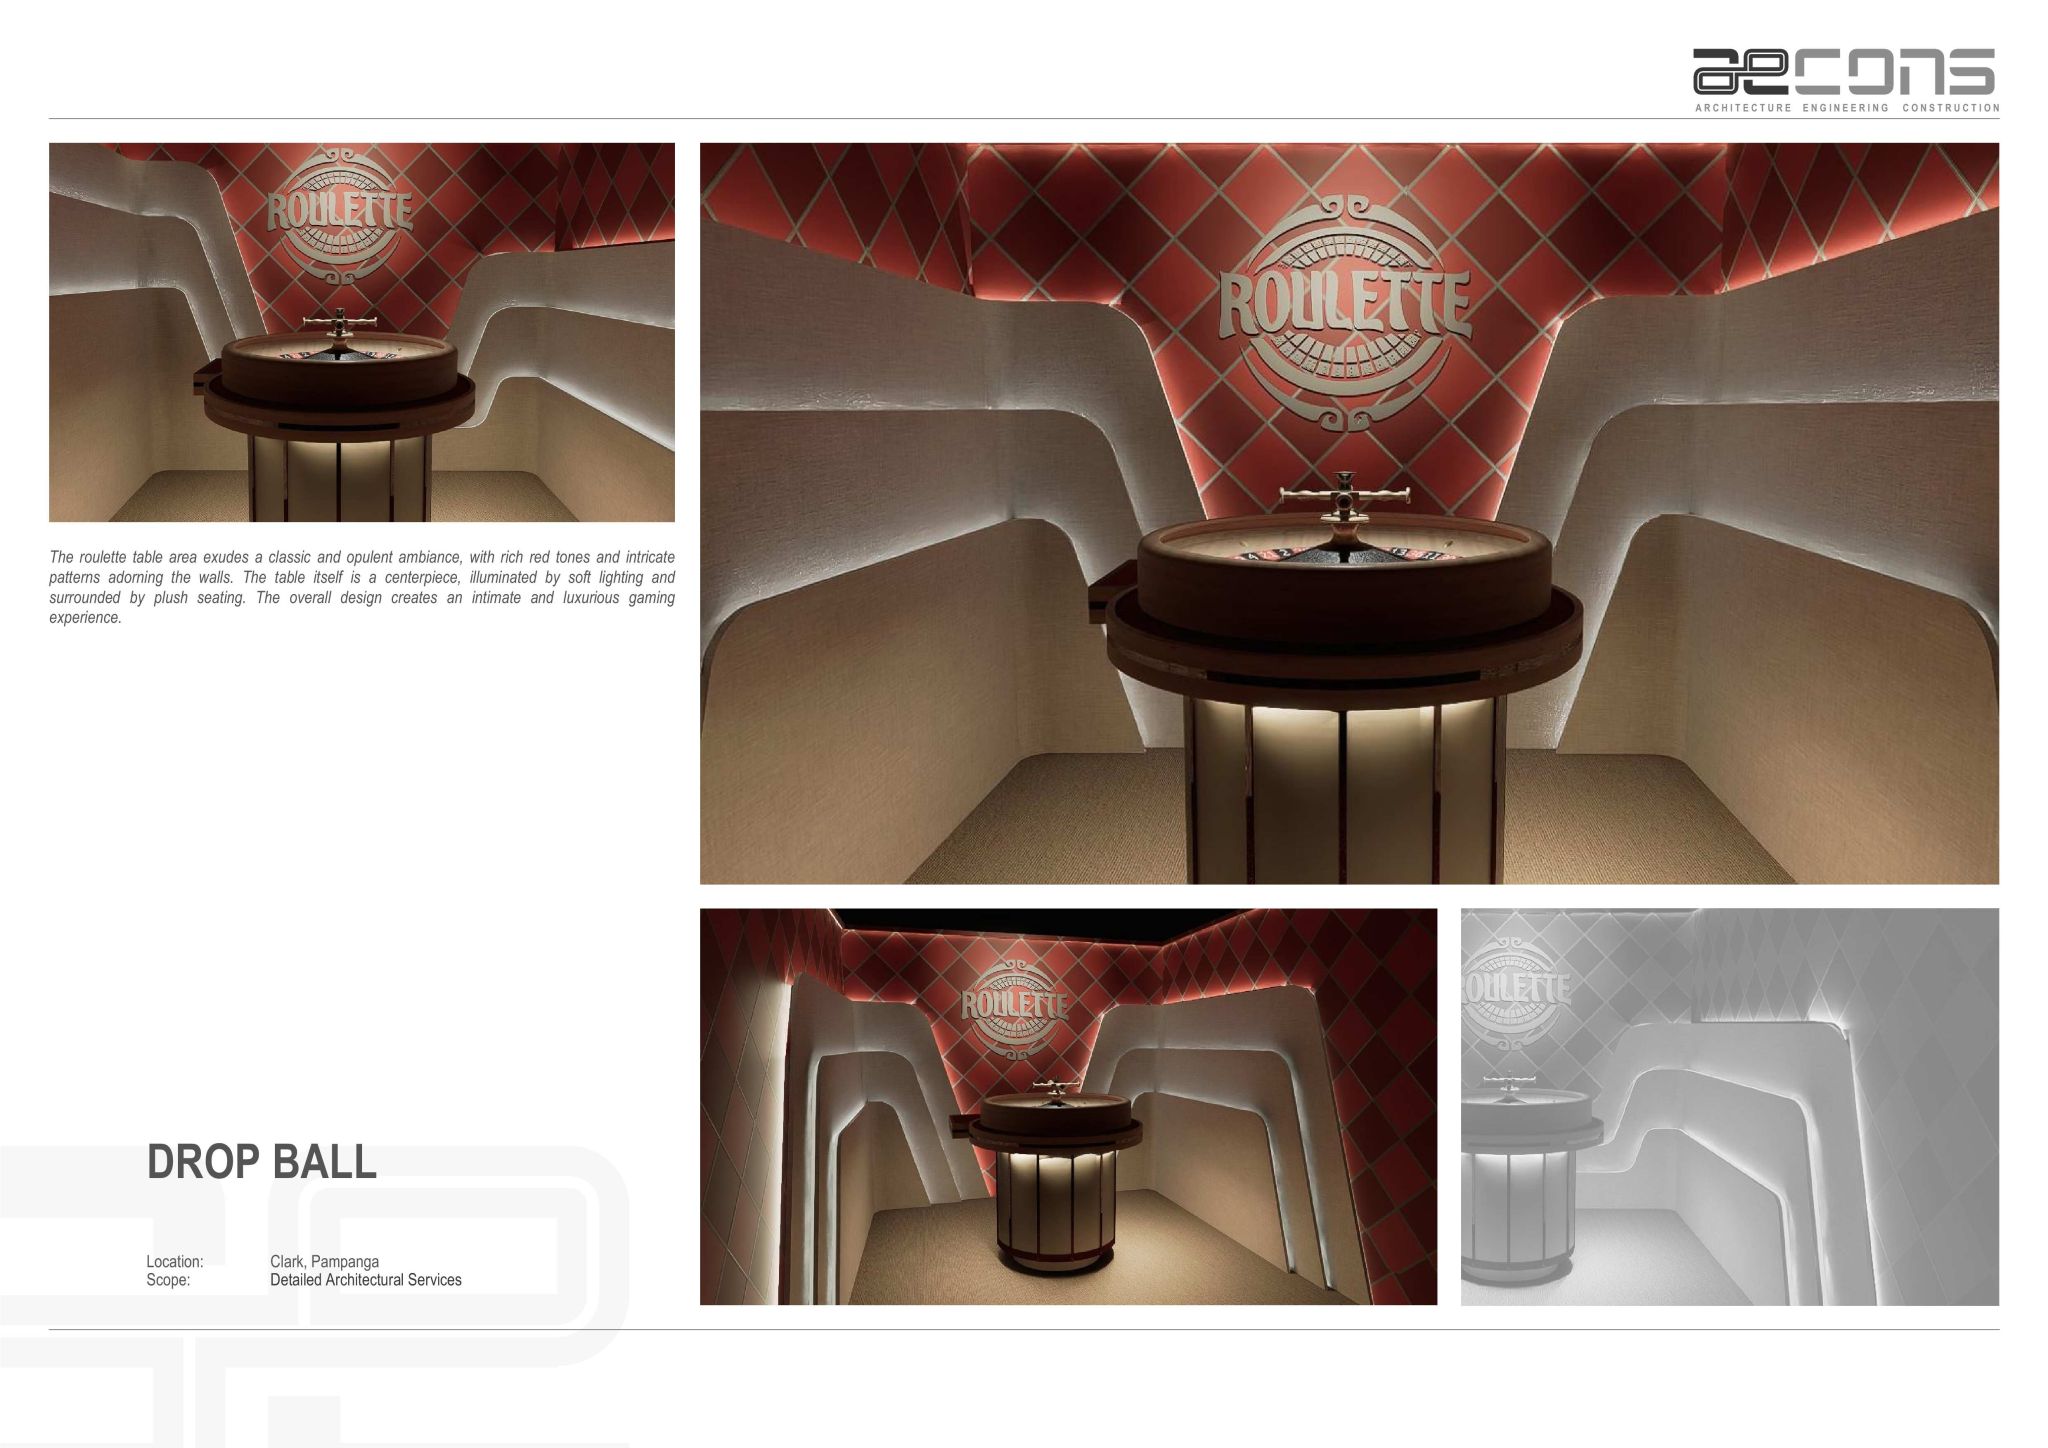 aecons
ARCHITECTURE ENGINEERING CONSTRUCTION
ROULETTE
ROULETTE
The roulette table area exudes a classic and opulent ambiance, with rich red tones and intricate
patterns adorning the walls. The table itself is a centerpiece, illuminated by soft lighting and
surrounded by plush seating. The overall design creates an intimate and luxurious gaming
experience.
ROULETTE
ROULETTE
DROP BALL
Location: Clark, Pampanga
Scope: Detailed Architectural Services